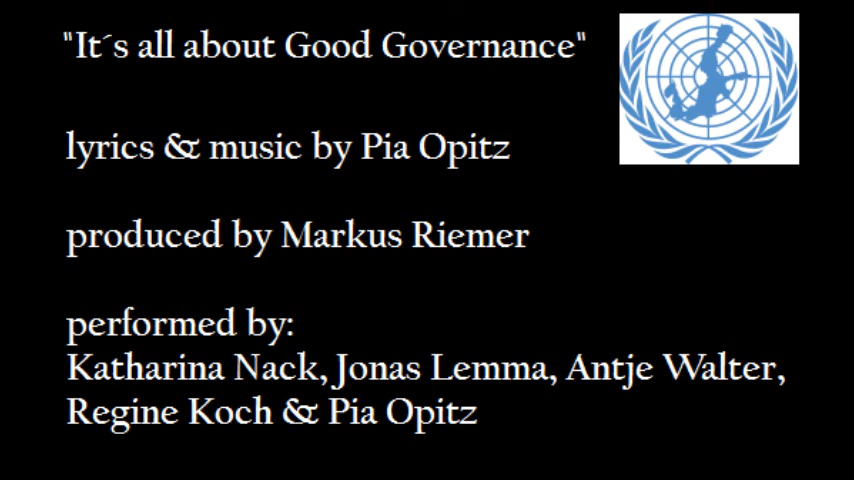 "It´s all about Good Governance"
lyrics & music by Pia Opitz
produced by Markus Riemer
performed by:
Katharina Nack, Jonas Lemma, Antje Walter,
Regine Koch & Pia Opitz